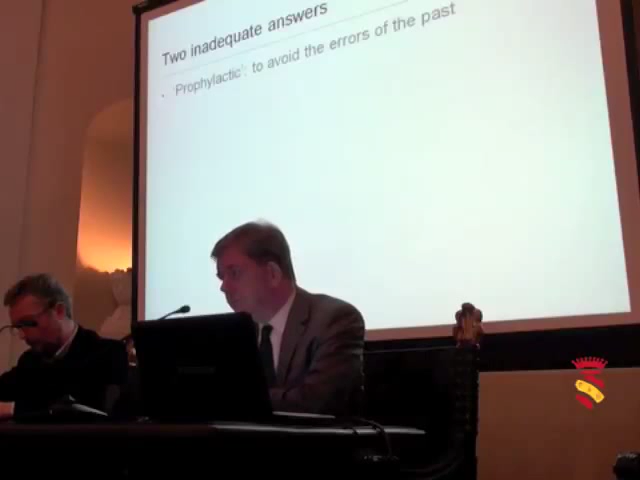 Two inadequate answers
• 'Prophylactic': to avoid the errors of the past